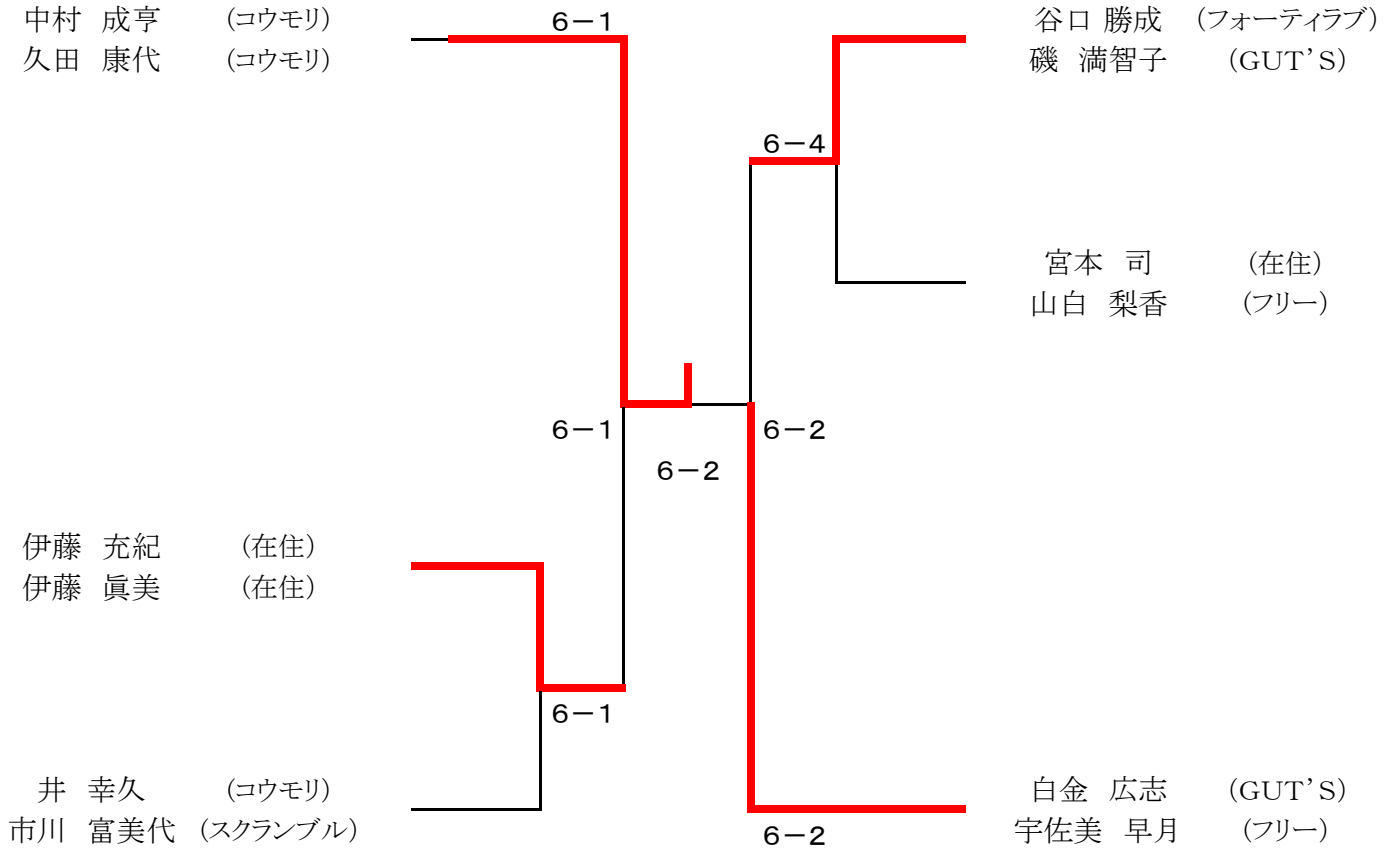 中村 成亨 (コウモリ)
久田 康代 (コウモリ)
6-1
谷口 勝成 (フォーティラブ)
磯 満智子 (GUT'S)
6-4
宮本 司 (在住)
山白 梨香 (フリー)
6-1
6-2
6-2
伊藤 充紀 (在住)
伊藤 眞美 (在住)
6-1
井 幸久 (コウモリ)
市川 富美代 (スクランブル)
白金 広志 (GUT'S)
宇佐美 早月 (フリー)
6-2